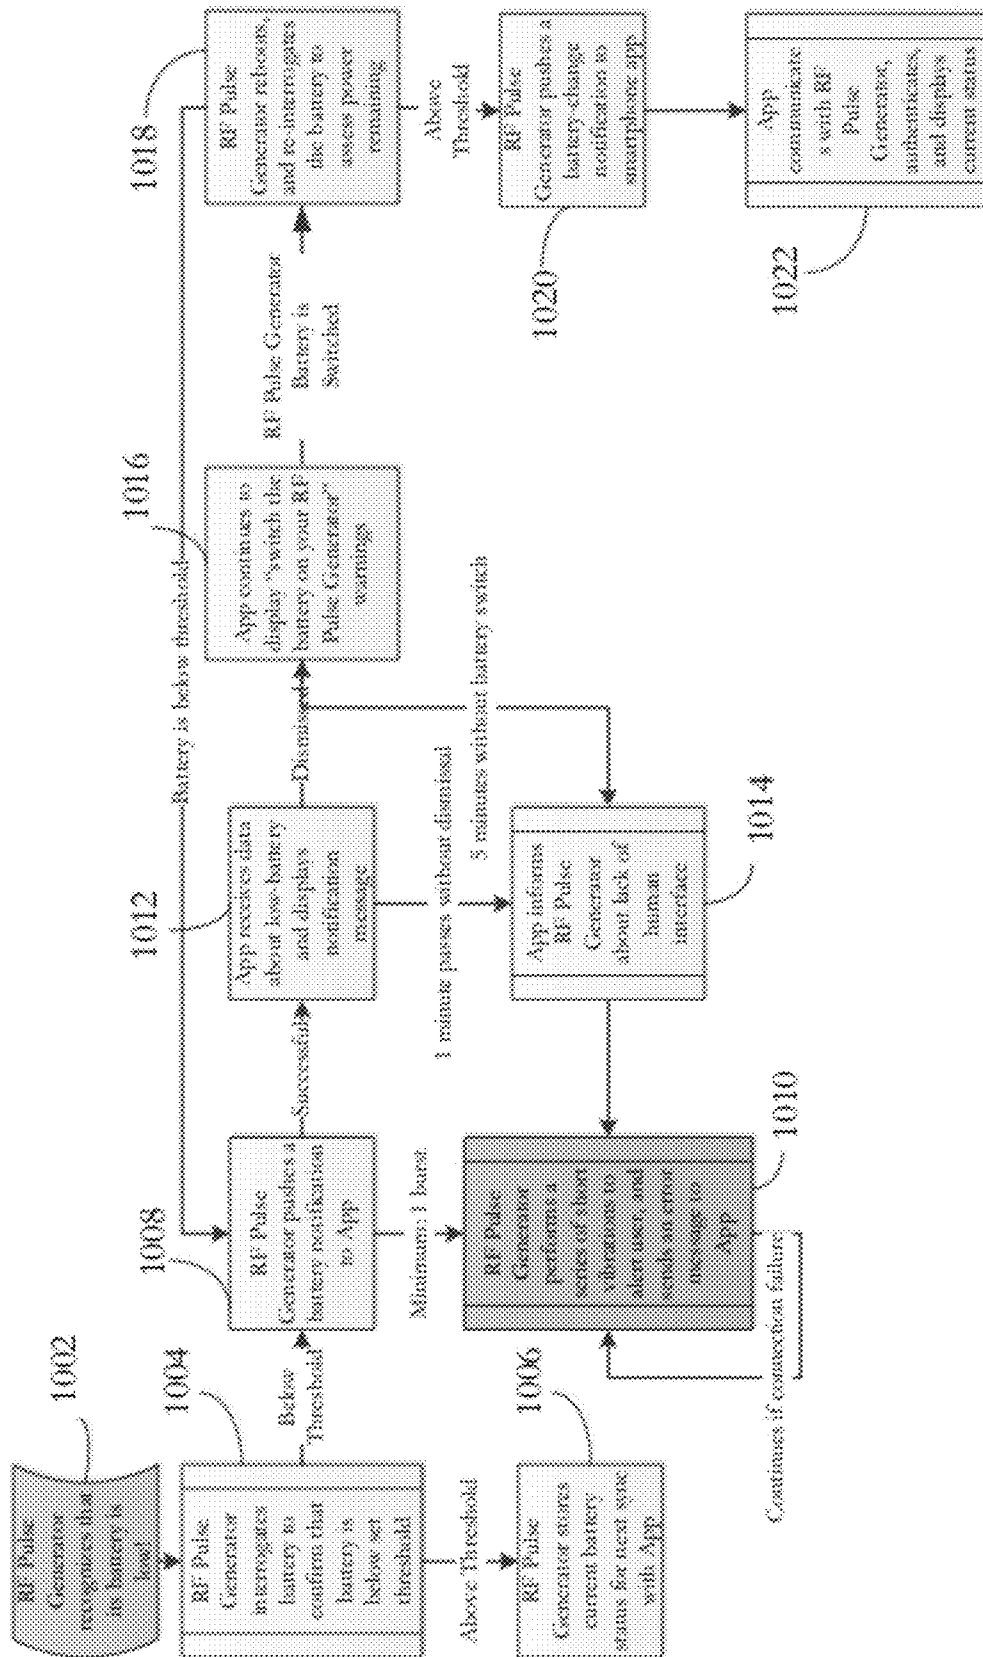 1002
RF Pulse
Generator
recognizes that
its battery is
low
1004
RF Pulse
Generator
interrogates
battery to
confirm that
battery is
below set
threshold
Above Threshold
1006
RF Pulse
Generator stores
current battery
status for next sync
with App
Below
Threshold
1008
RF Pulse
Generator pushes a
battery notification
to App
Minimum: 1 burst
1010
RF Pulse
Generator
performs a
series of short
vibrations to
alert user, and
sends an error
message to
App
Continues if connection failure
Successful
1012
App receives data
about low-battery
and displays
notification
message
1 minute passes without dismissal
5 minutes without battery switch
1014
App informs
RF Pulse
Generator
about lack of
human
interface
Dismissed
1016
App continues to
display "switch the
battery on your RF
Pulse Generator"
warnings
RF Pulse Generator
Battery is
Switched
Battery is below threshold
1018
RF Pulse
Generator reboots,
and re-interrogates
the battery to
assess power
remaining
Above
Threshold
1020
RF Pulse
Generator pushes a
battery-change
notification to
smartphone app
1022
App
communicate
s with RF
Pulse
Generator,
authenticates,
and displays
current status